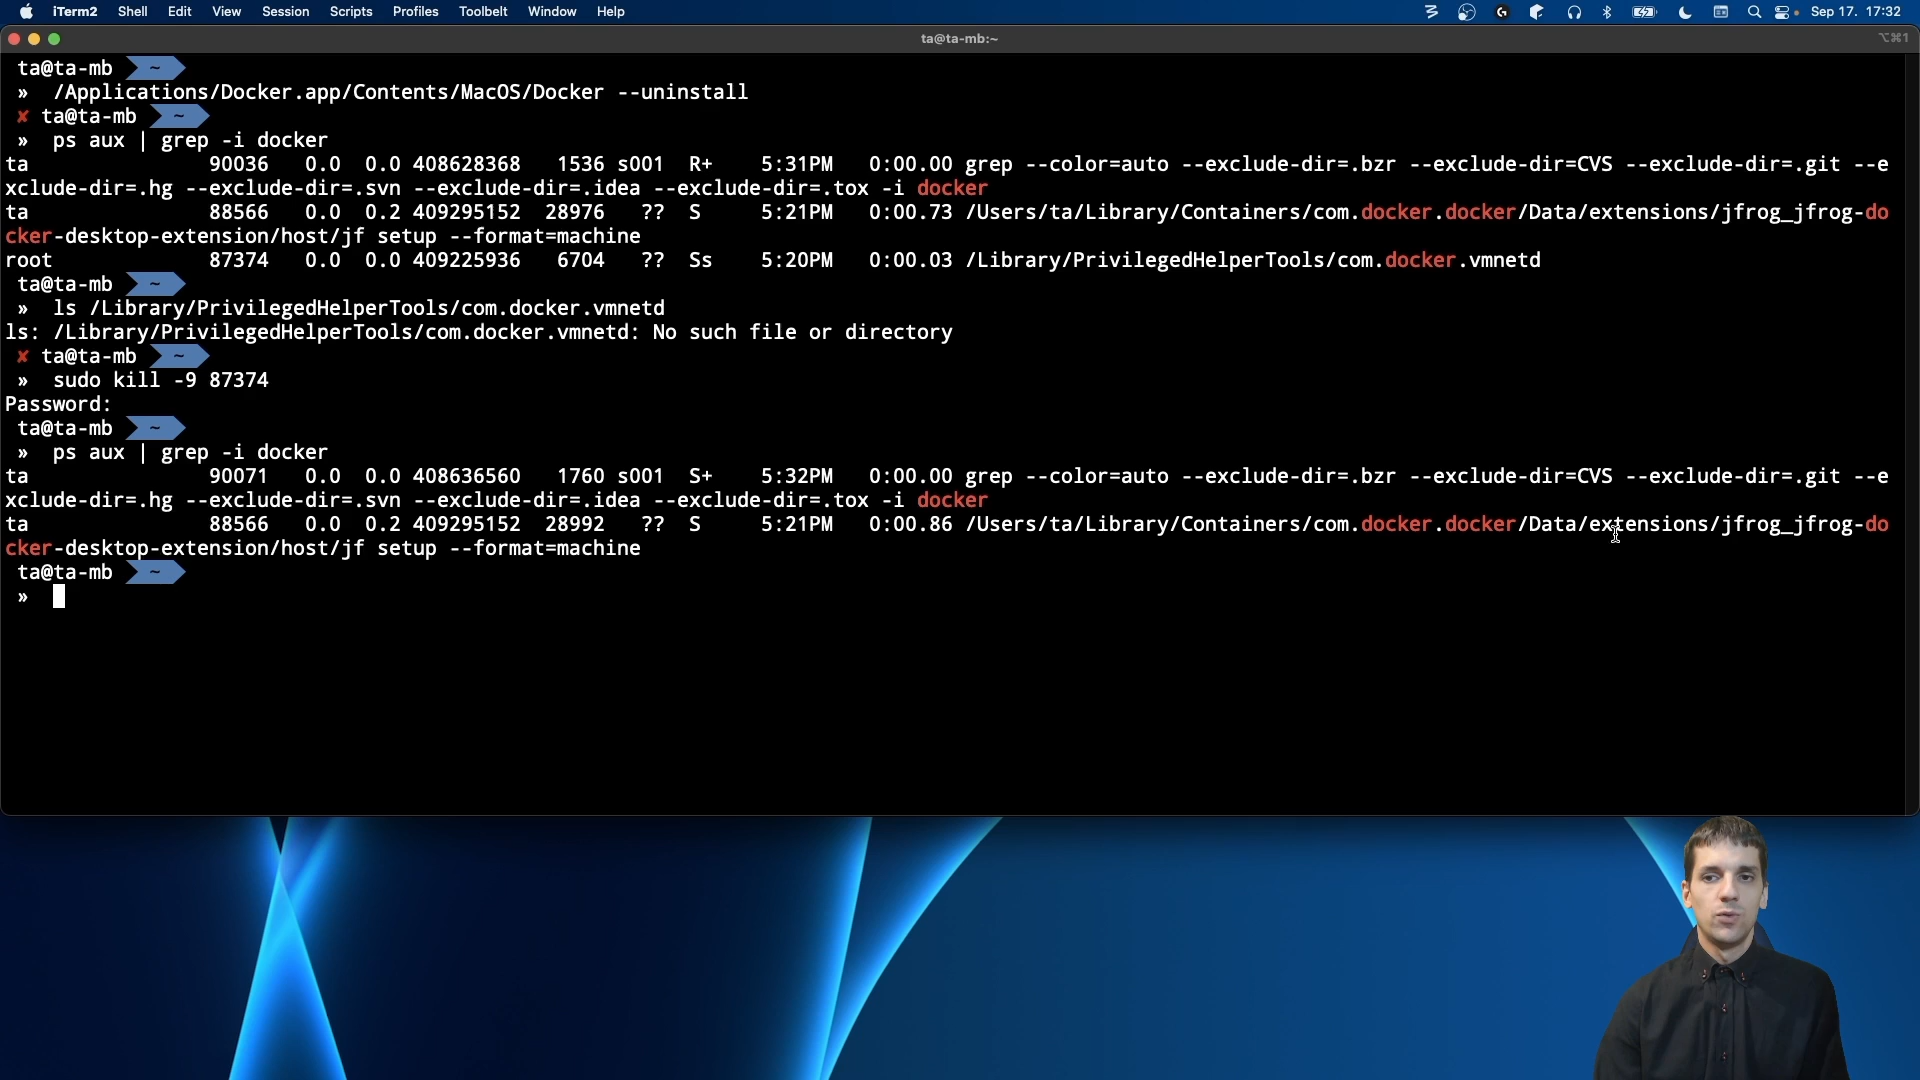 iTerm2 Shell Edit View Session Scripts Profiles Toolbelt Window Help Sep 17. 17:32
ta@ta-mb:~ ⌥⌘1
ta@ta-mb ~
» /Applications/Docker.app/Contents/MacOS/Docker --uninstall
✘ ta@ta-mb ~
» ps aux | grep -i docker
ta 90036 0.0 0.0 408628368 1536 s001 R+ 5:31PM 0:00.00 grep --color=auto --exclude-dir=.bzr --exclude-dir=CVS --exclude-dir=.git --e
xclude-dir=.hg --exclude-dir=.svn --exclude-dir=.idea --exclude-dir=.tox -i docker
ta 88566 0.0 0.2 409295152 28976 ?? S 5:21PM 0:00.73 /Users/ta/Library/Containers/com.docker.docker/Data/extensions/jfrog_jfrog-do
cker-desktop-extension/host/jf setup --format=machine
root 87374 0.0 0.0 409225936 6704 ?? Ss 5:20PM 0:00.03 /Library/PrivilegedHelperTools/com.docker.vmnetd
ta@ta-mb ~
» ls /Library/PrivilegedHelperTools/com.docker.vmnetd
ls: /Library/PrivilegedHelperTools/com.docker.vmnetd: No such file or directory
✘ ta@ta-mb ~
» sudo kill -9 87374
Password:
ta@ta-mb ~
» ps aux | grep -i docker
ta 90071 0.0 0.0 408636560 1760 s001 S+ 5:32PM 0:00.00 grep --color=auto --exclude-dir=.bzr --exclude-dir=CVS --exclude-dir=.git --e
xclude-dir=.hg --exclude-dir=.svn --exclude-dir=.idea --exclude-dir=.tox -i docker
ta 88566 0.0 0.2 409295152 28992 ?? S 5:21PM 0:00.86 /Users/ta/Library/Containers/com.docker.docker/Data/extensions/jfrog_jfrog-do
cker-desktop-extension/host/jf setup --format=machine
ta@ta-mb ~
»